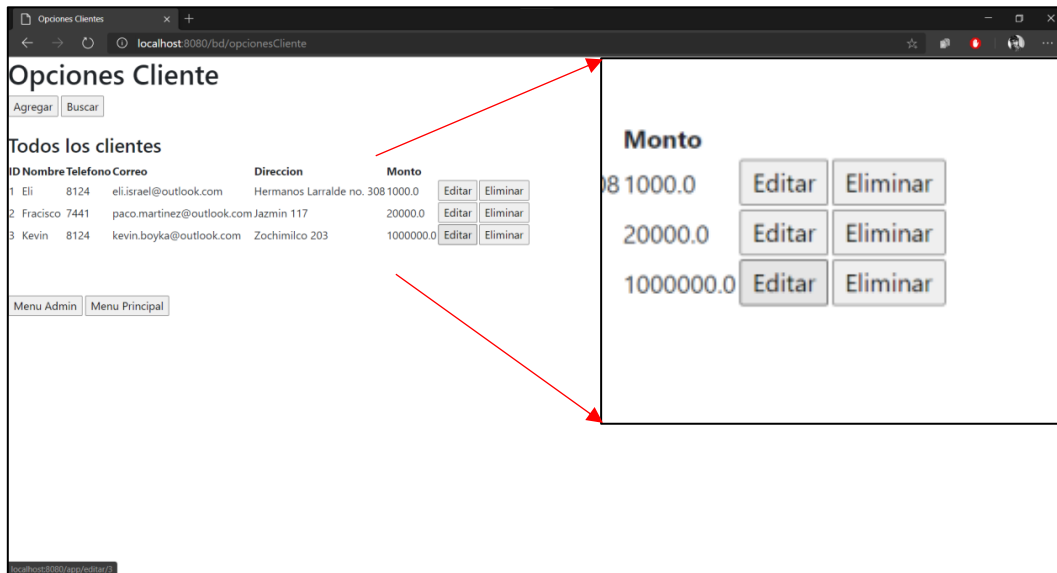 Opciones Clientes
localhost:8080/bd/opcionesCliente
Opciones Cliente
Agregar Buscar
Todos los clientes
ID Nombre Telefono Correo Direccion Monto
1 Eli 8124 eli.israel@outlook.com Hermanos Larralde no. 308 1000.0 Editar Eliminar
2 Fracisco 7441 paco.martinez@outlook.com Jazmin 117 20000.0 Editar Eliminar
3 Kevin 8124 kevin.boyka@outlook.com Zochimilco 203 1000000.0 Editar Eliminar
Menu Admin Menu Principal
localhost:8080/app/editar/3
Monto
08 1000.0 Editar Eliminar
20000.0 Editar Eliminar
1000000.0 Editar Eliminar